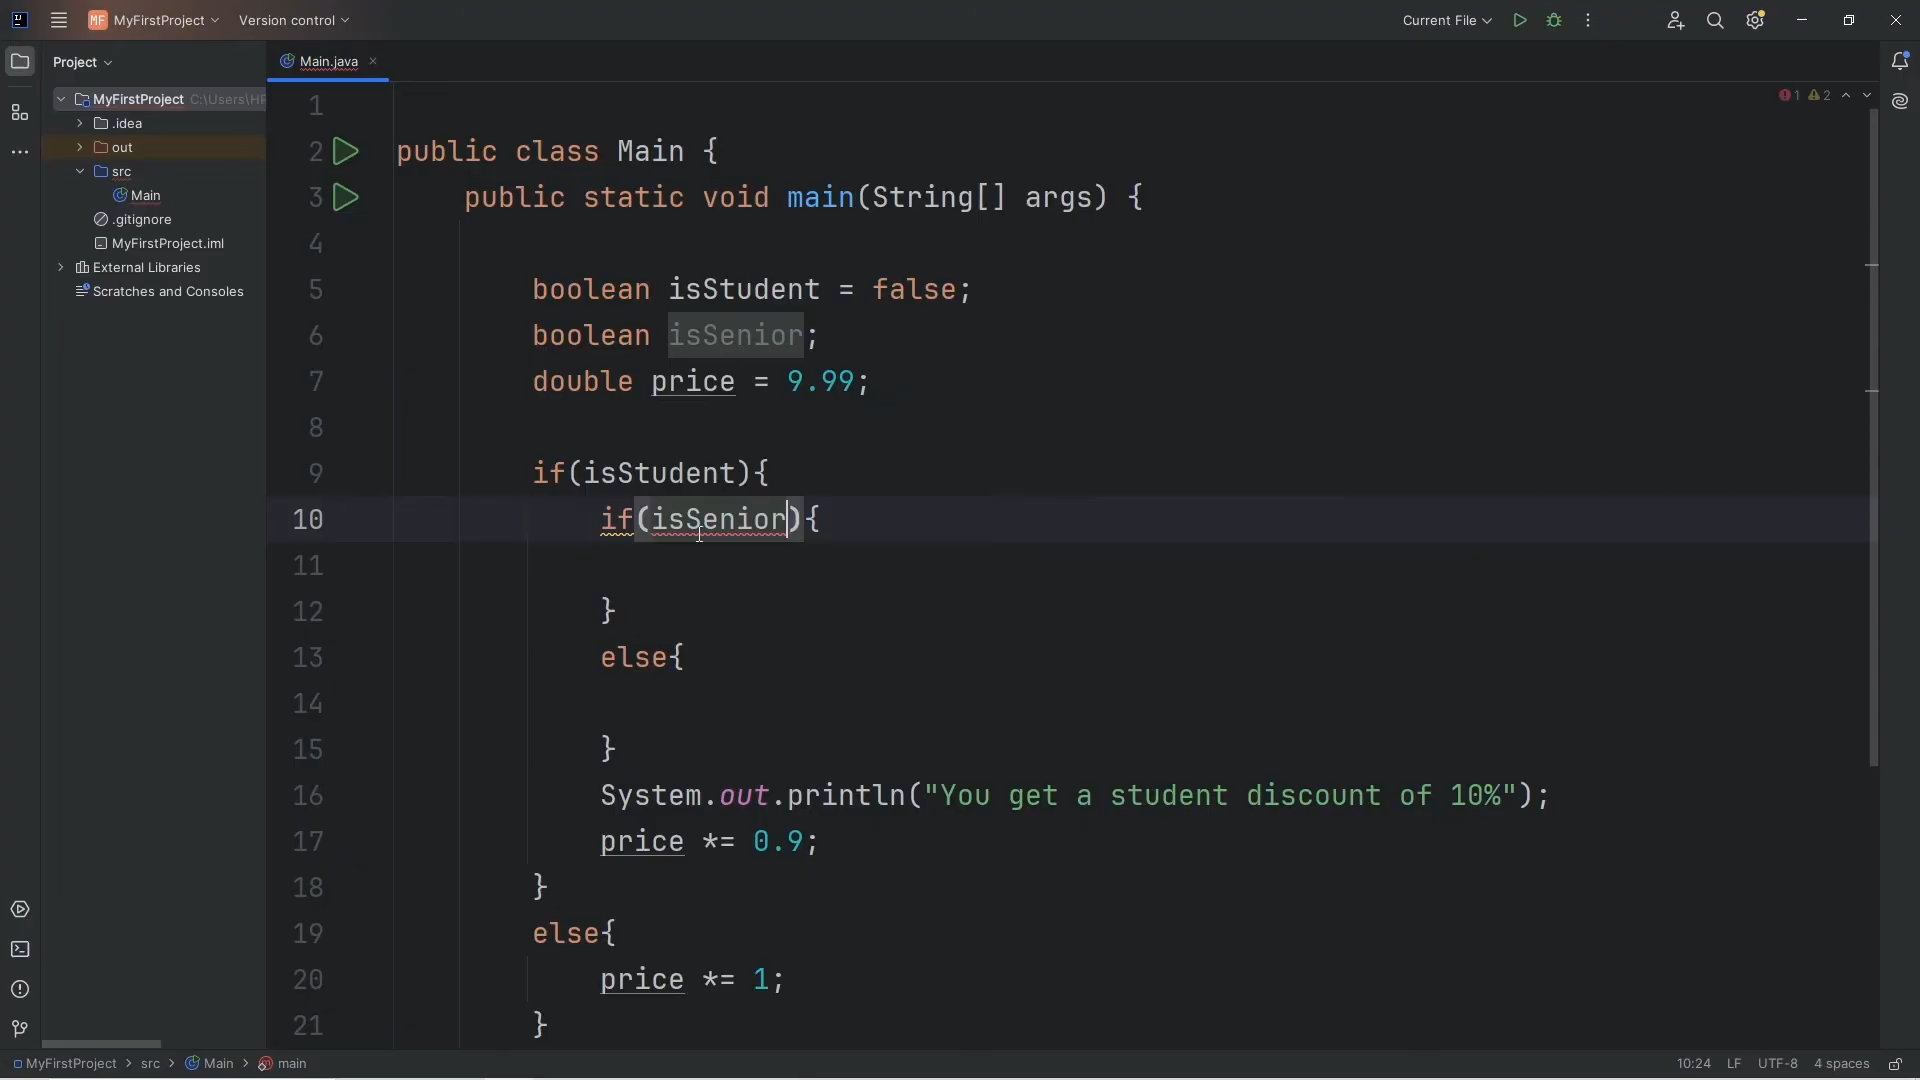 MF MyFirstProject Version control Current File
Project
Main.java
MyFirstProject C:\Users\HP
.idea
out
src
Main
.gitignore
MyFirstProject.iml
External Libraries
Scratches and Consoles
1 2
1
2 public class Main {
3 public static void main(String[] args) {
4
5 boolean isStudent = false;
6 boolean isSenior;
7 double price = 9.99;
8
9 if(isStudent){
10 if(isSenior){
11
12 }
13 else{
14
15 }
16 System.out.println("You get a student discount of 10%");
17 price *= 0.9;
18 }
19 else{
20 price *= 1;
21 }
MyFirstProject > src > Main > main 10:24 LF UTF-8 4 spaces